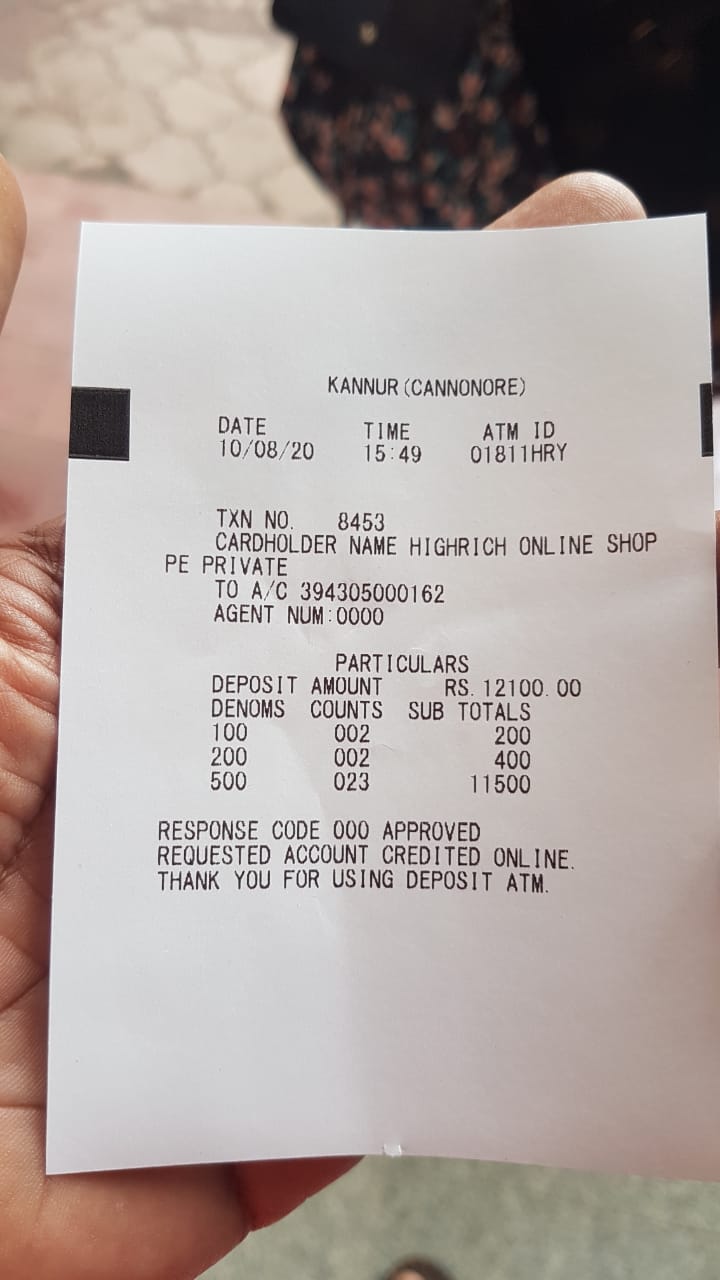 KANNUR (CANNONORE)
DATE TIME ATM ID
10/08/20 15:49 01811HRY
TXN NO. 8453
CARDHOLDER NAME HIGHRICH ONLINE SHOP
PE PRIVATE
TO A/C 394305000162
AGENT NUM:0000
PARTICULARS
DEPOSIT AMOUNT RS. 12100.00
DENOMS COUNTS SUB TOTALS
100 002 200
200 002 400
500 023 11500
RESPONSE CODE 000 APPROVED
REQUESTED ACCOUNT CREDITED ONLINE.
THANK YOU FOR USING DEPOSIT ATM.